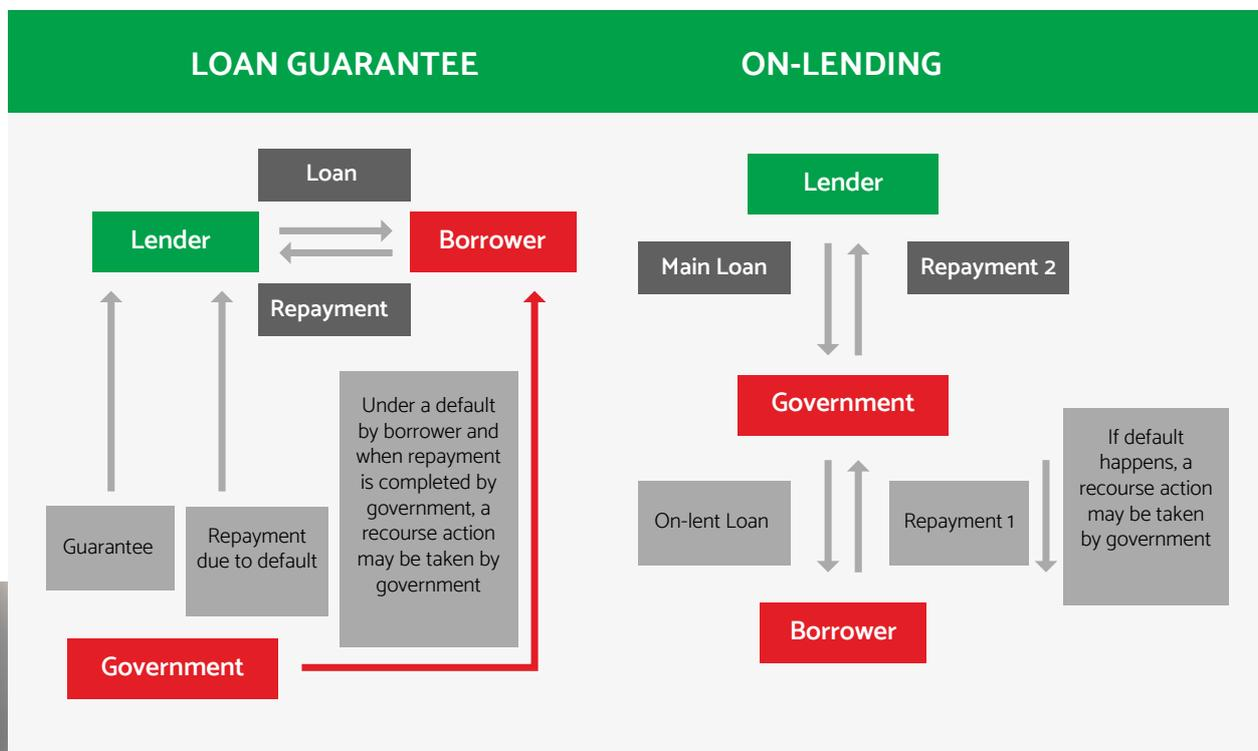 LOAN GUARANTEE
Loan
Lender
Borrower
Repayment
Under a default
by borrower and
when repayment
is completed by
government, a
recourse action
may be taken by
government
Guarantee
Repayment
due to default
Government
ON-LENDING
Lender
Main Loan
Repayment 2
Government
If default
happens, a
recourse action
may be taken
by government
On-lent Loan
Repayment 1
Borrower